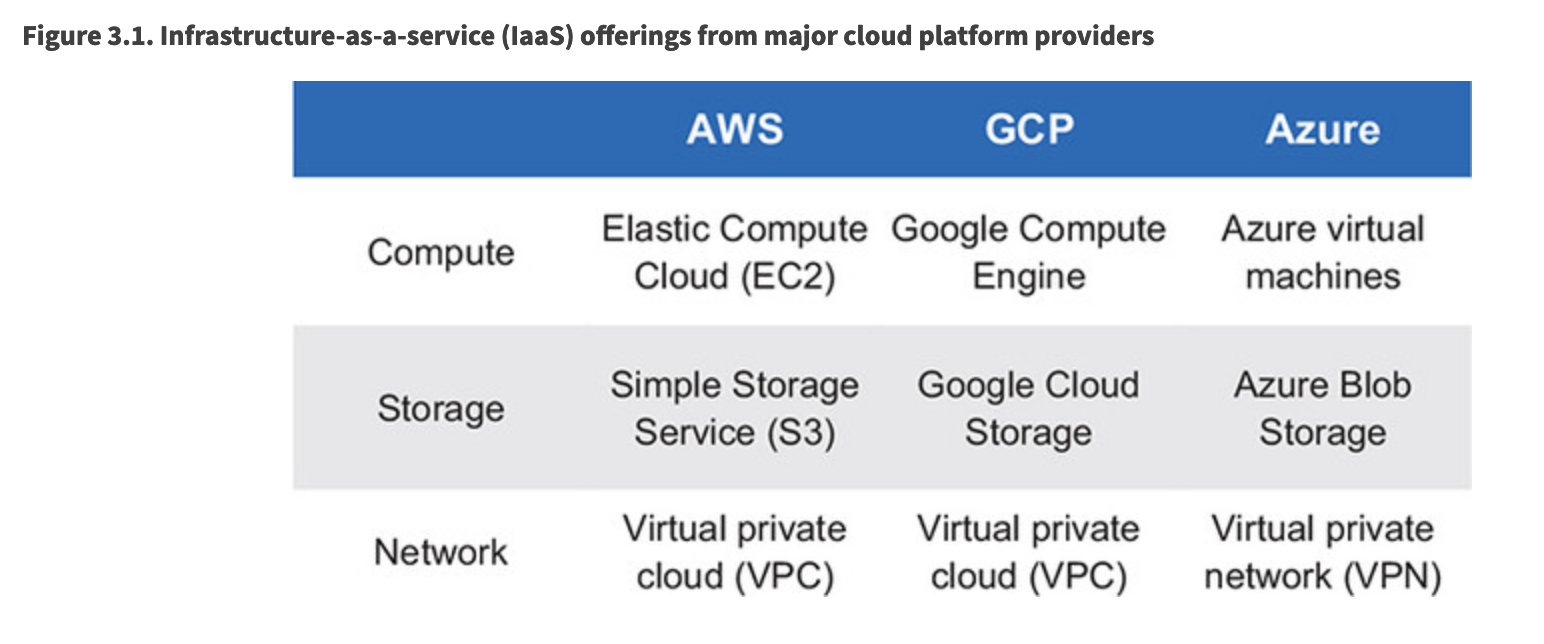 Figure 3.1. Infrastructure-as-a-service (IaaS) offerings from major cloud platform providers
AWS GCP Azure
Compute
Elastic Compute
Cloud (EC2)
Google Compute
Engine
Azure virtual
machines
Storage
Simple Storage
Service (S3)
Google Cloud
Storage
Azure Blob
Storage
Network
Virtual private
cloud (VPC)
Virtual private
cloud (VPC)
Virtual private
network (VPN)